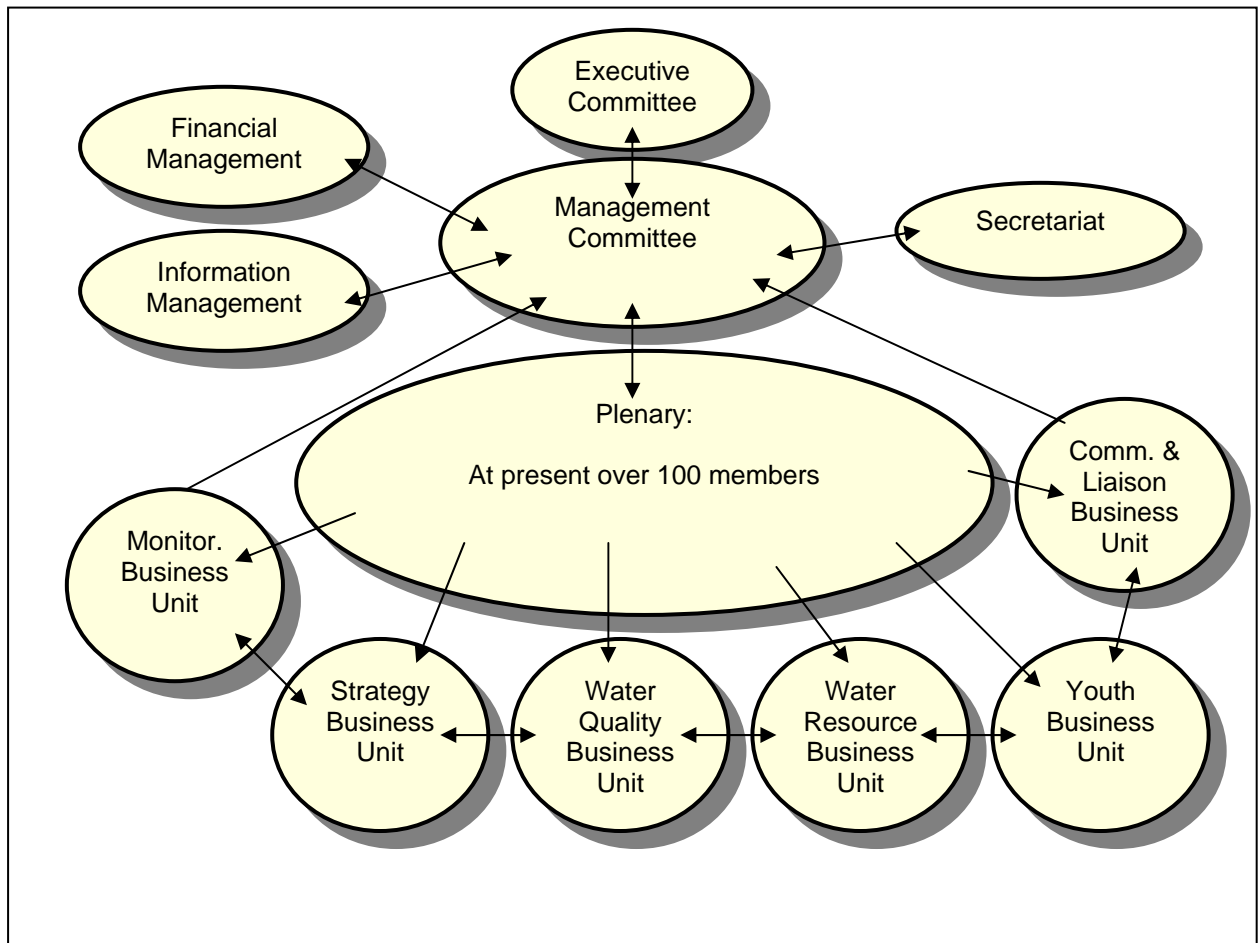 Executive
Committee
Financial
Management
Management
Committee
Secretariat
Information
Management
Plenary:
At present over 100 members
Comm. &
Liaison
Business
Unit
Monitor.
Business
Unit
Strategy
Business
Unit
Water
Quality
Business
Unit
Water
Resource
Business
Unit
Youth
Business
Unit